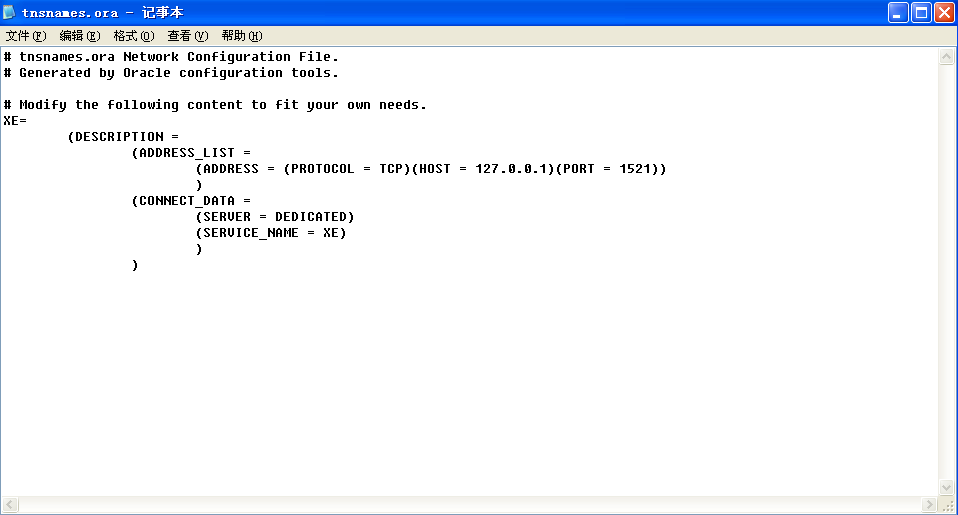 tnsnames.ora - 记事本
文件(F) 编辑(E) 格式(O) 查看(V) 帮助(H)
# tnsnames.ora Network Configuration File.
# Generated by Oracle configuration tools.
# Modify the following content to fit your own needs.
XE=
(DESCRIPTION =
(ADDRESS_LIST =
(ADDRESS = (PROTOCOL = TCP)(HOST = 127.0.0.1)(PORT = 1521))
)
(CONNECT_DATA =
(SERVER = DEDICATED)
(SERVICE_NAME = XE)
)
)